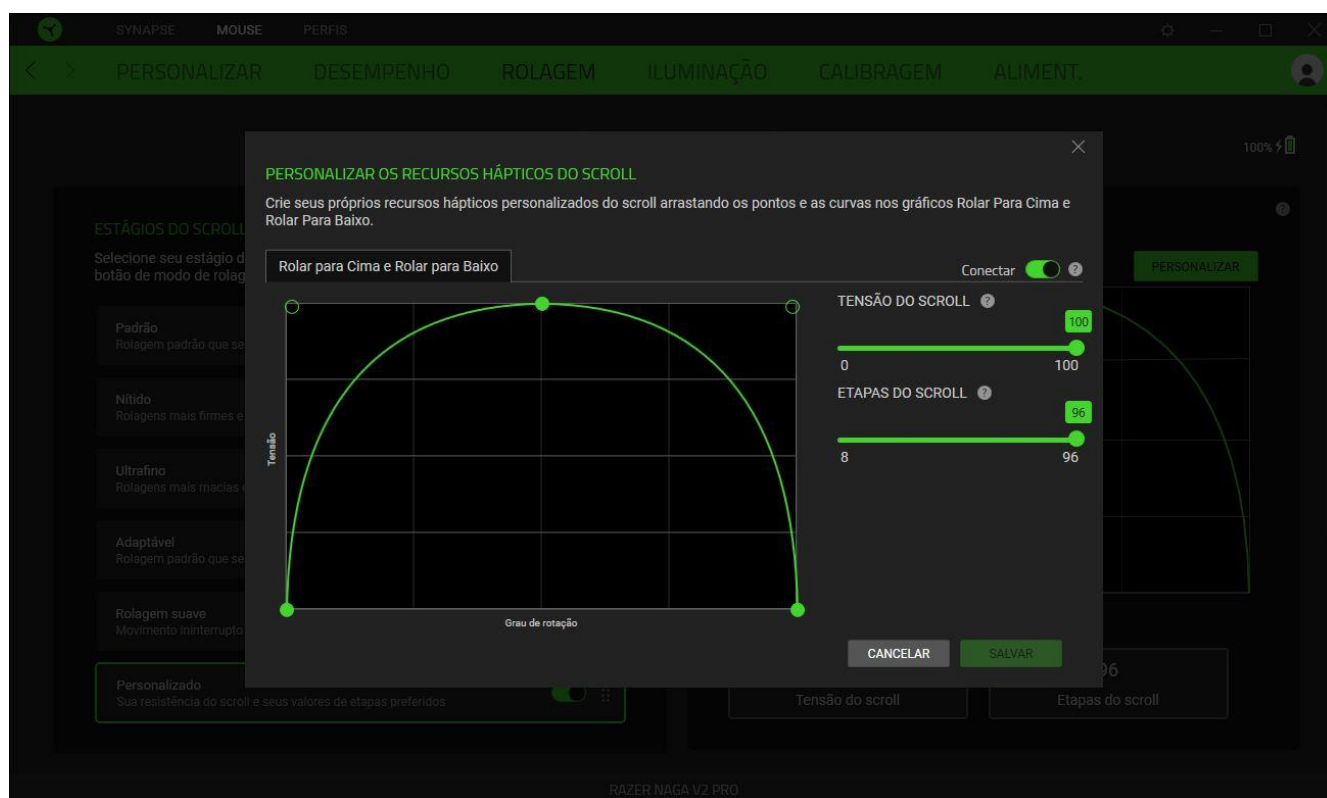 SYNAPSE MOUSE PERFIS
PERSONALIZAR DESEMPENHO ROLAGEM ILUMINAÇÃO CALIBRAGEM ALIMENT.
100%
PERSONALIZAR OS RECURSOS HÁPTICOS DO SCROLL
Crie seus próprios recursos hápticos personalizados do scroll arrastando os pontos e as curvas nos gráficos Rolar Para Cima e
Rolar Para Baixo.
Rolar para Cima e Rolar para Baixo
Conectar
TENSÃO DO SCROLL
100
0 100
ETAPAS DO SCROLL
96
8 96
Tensão
Grau de rotação
CANCELAR SALVAR
ESTÁGIOS DO SCROLL
Selecione seu estágio d
botão de modo de rolag
PERSONALIZAR
Padrão
Rolagem padrão que se
Nítido
Rolagens mais firmes e
Ultrafino
Rolagens mais macias e
Adaptável
Rolagem padrão que se
Rolagem suave
Movimento ininterrupto
Personalizado
Sua resistência do scroll e seus valores de etapas preferidos
96
Tensão do scroll Etapas do scroll
RAZER NAGA V2 PRO